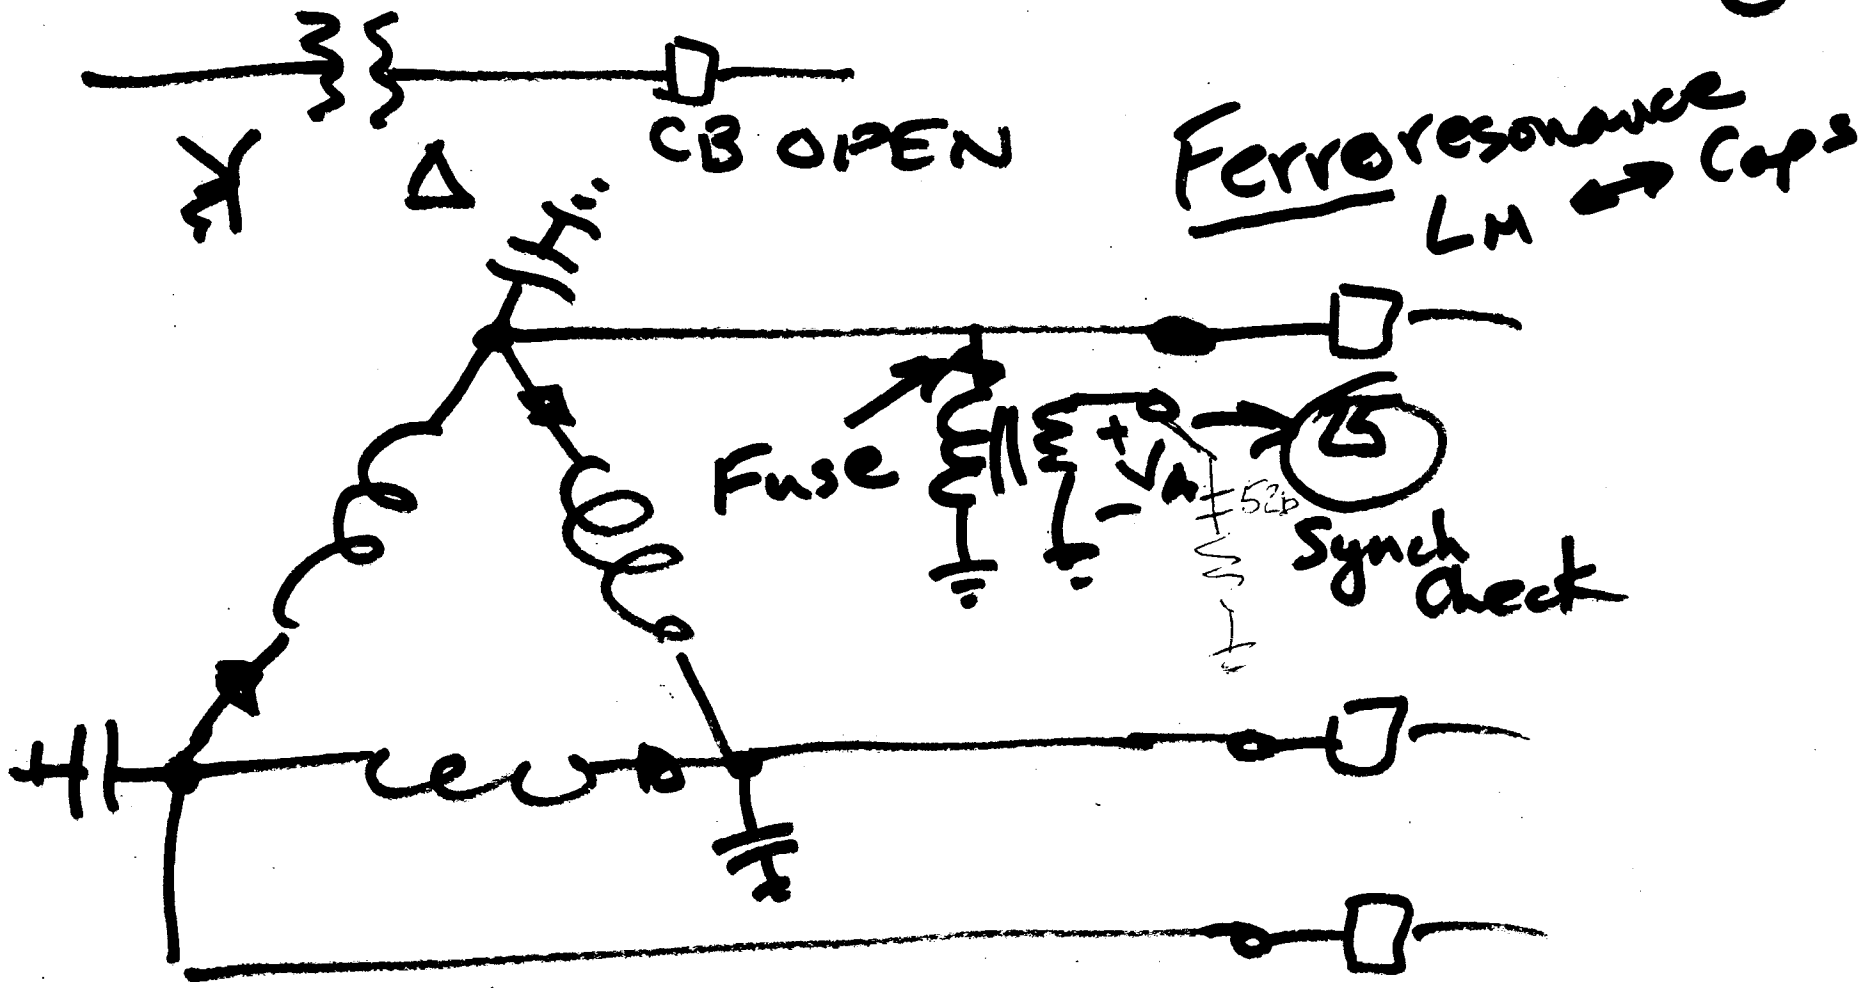 Δ
CB OPEN
Ferroresonance
LM ↔ Caps
Fuse
+
VA
-
25
52b
Synch
Check